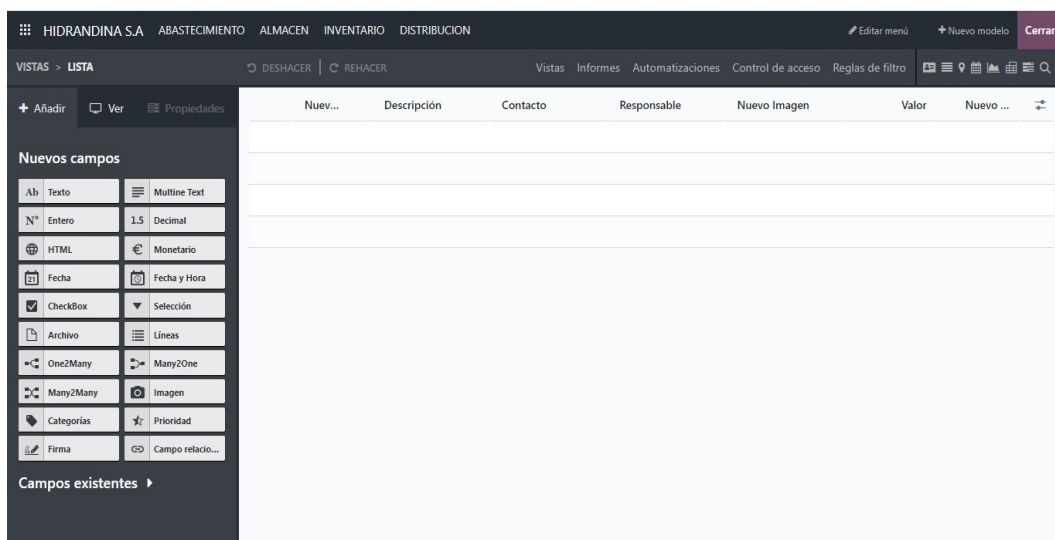 HIDRANDINA S.A ABASTECIMIENTO ALMACEN INVENTARIO DISTRIBUCION Editar menú + Nuevo modelo Cerrar
VISTAS > LISTA DESHACER REHACER Vistas Informes Automatizaciones Control de acceso Reglas de filtro
+ Añadir Ver Propiedades Nuev... Descripción Contacto Responsable Nuevo Imagen Valor Nuevo ...
Nuevos campos
Ab Texto Multine Text
N° Entero 1.5 Decimal
HTML € Monetario
21 Fecha Fecha y Hora
CheckBox Selección
Archivo Líneas
One2Many Many2One
Many2Many Imagen
Categorías Prioridad
Firma Campo relacio...
Campos existentes